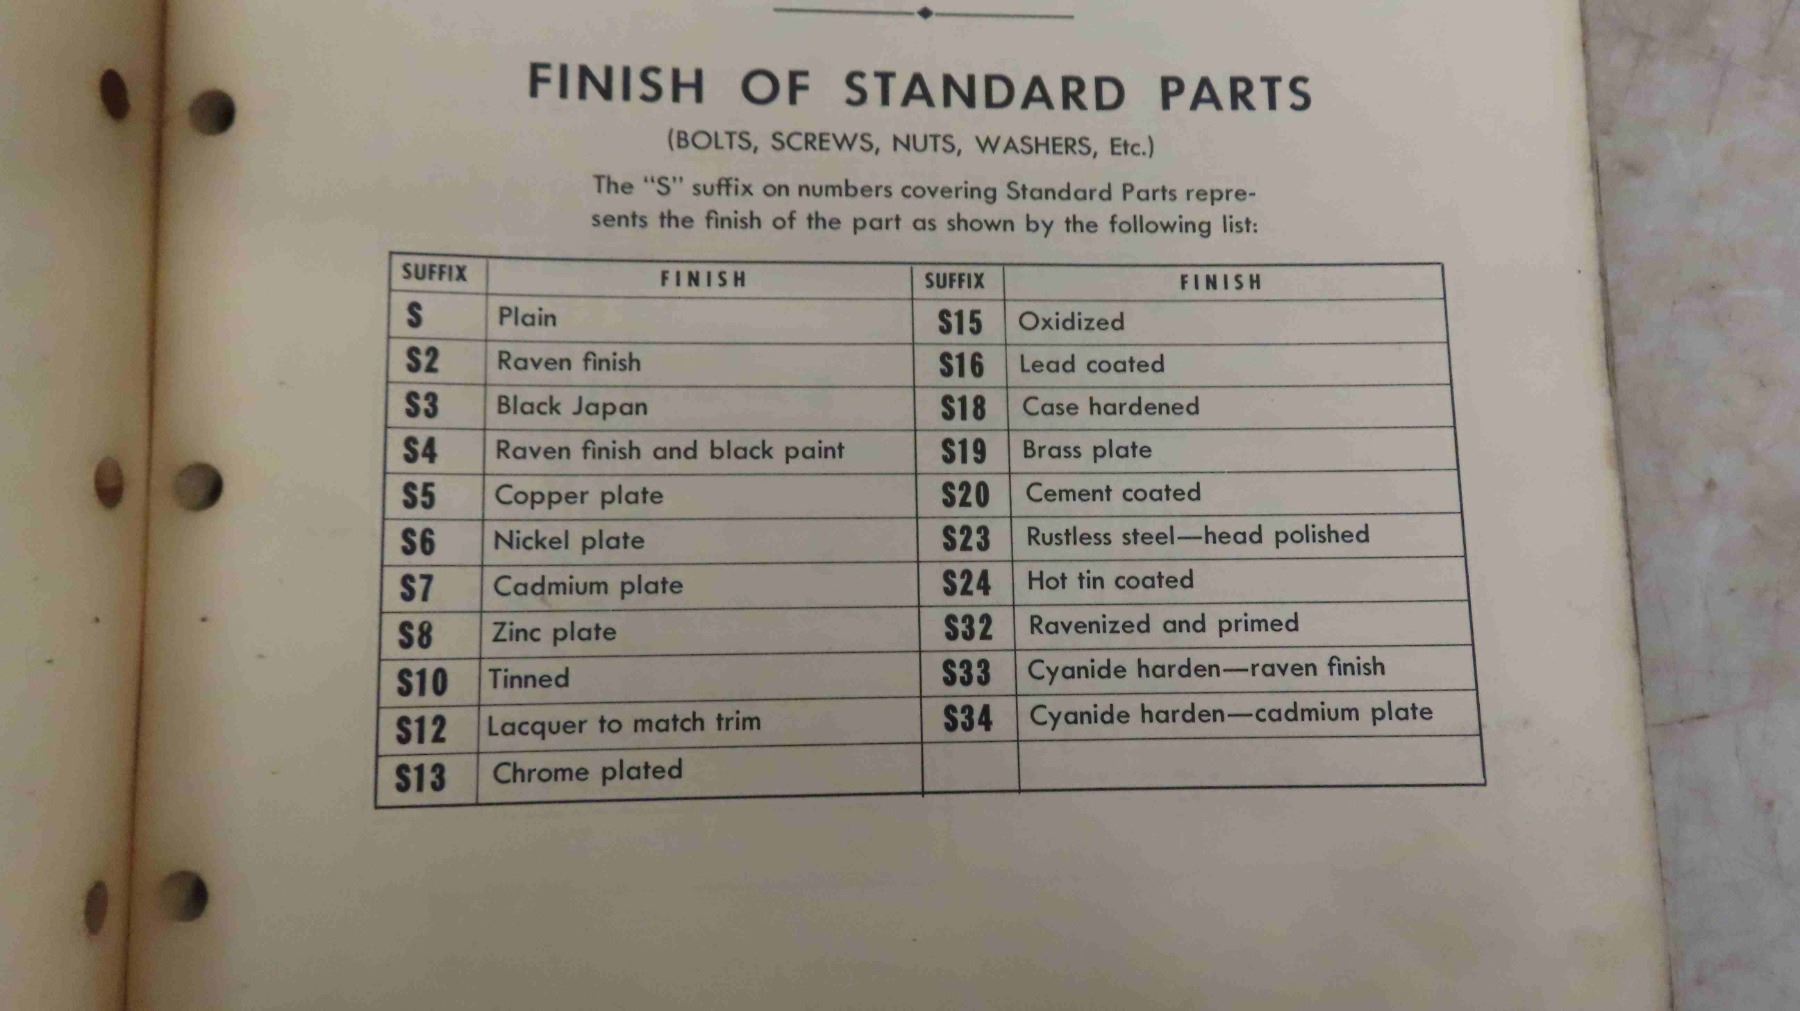 FINISH OF STANDARD PARTS
(BOLTS, SCREWS, NUTS, WASHERS, Etc.)
The "S" suffix on numbers covering Standard Parts repre-
sents the finish of the part as shown by the following list:
SUFFIX FINISH SUFFIX FINISH
S Plain S15 Oxidized
S2 Raven finish S16 Lead coated
S3 Black Japan S18 Case hardened
S4 Raven finish and black paint S19 Brass plate
S5 Copper plate S20 Cement coated
S6 Nickel plate S23 Rustless steel—head polished
S7 Cadmium plate S24 Hot tin coated
S8 Zinc plate S32 Ravenized and primed
S10 Tinned S33 Cyanide harden—raven finish
S12 Lacquer to match trim S34 Cyanide harden—cadmium plate
S13 Chrome plated